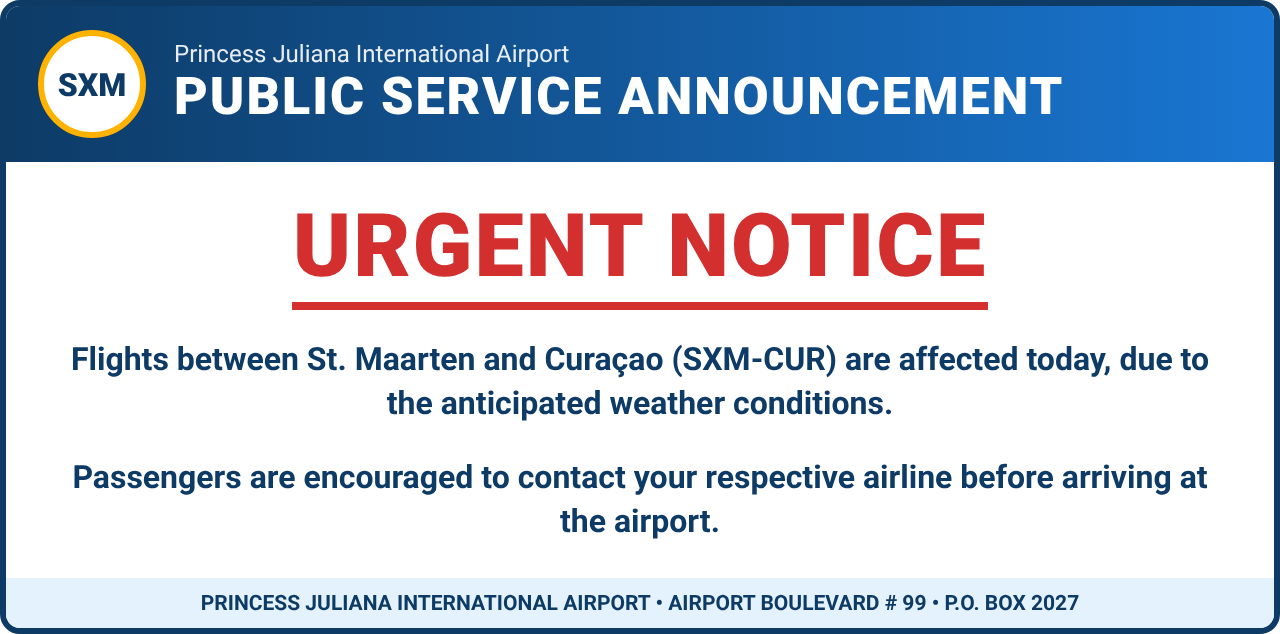 SXM
Princess Juliana International Airport
PUBLIC SERVICE ANNOUNCEMENT
URGENT NOTICE
Flights between St. Maarten and Curaçao (SXM-CUR) are affected today, due to
the anticipated weather conditions.
Passengers are encouraged to contact your respective airline before arriving at
the airport.
PRINCESS JULIANA INTERNATIONAL AIRPORT • AIRPORT BOULEVARD # 99 • P.O. BOX 2027